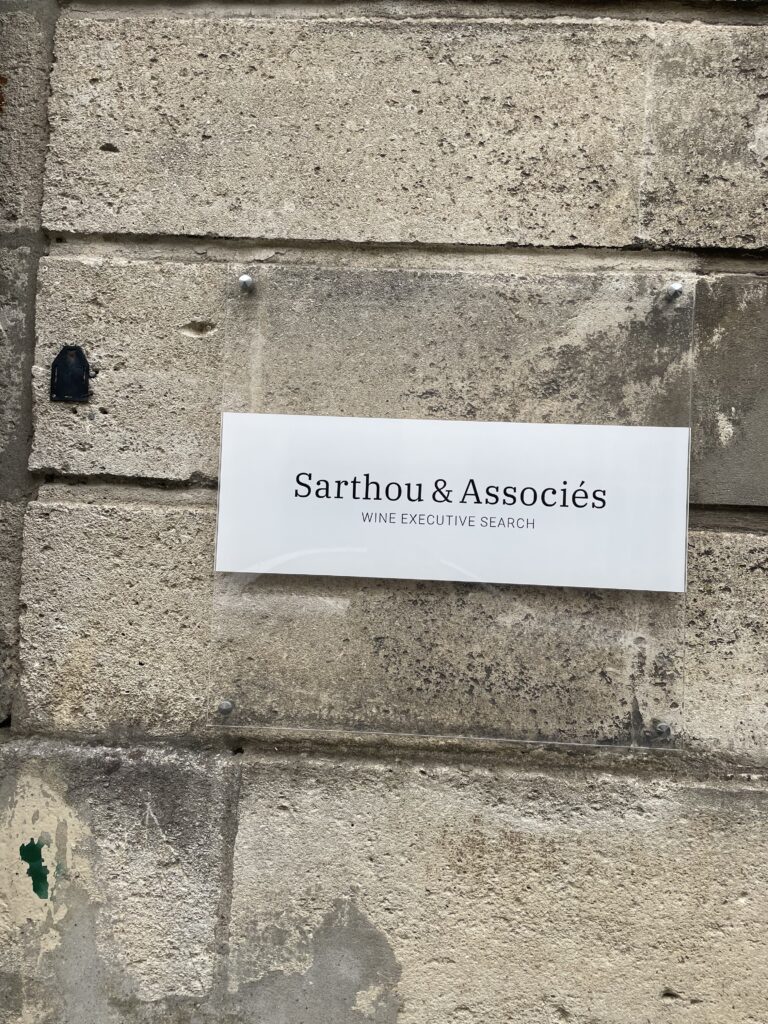 Sarthou & Associés
WINE EXECUTIVE SEARCH